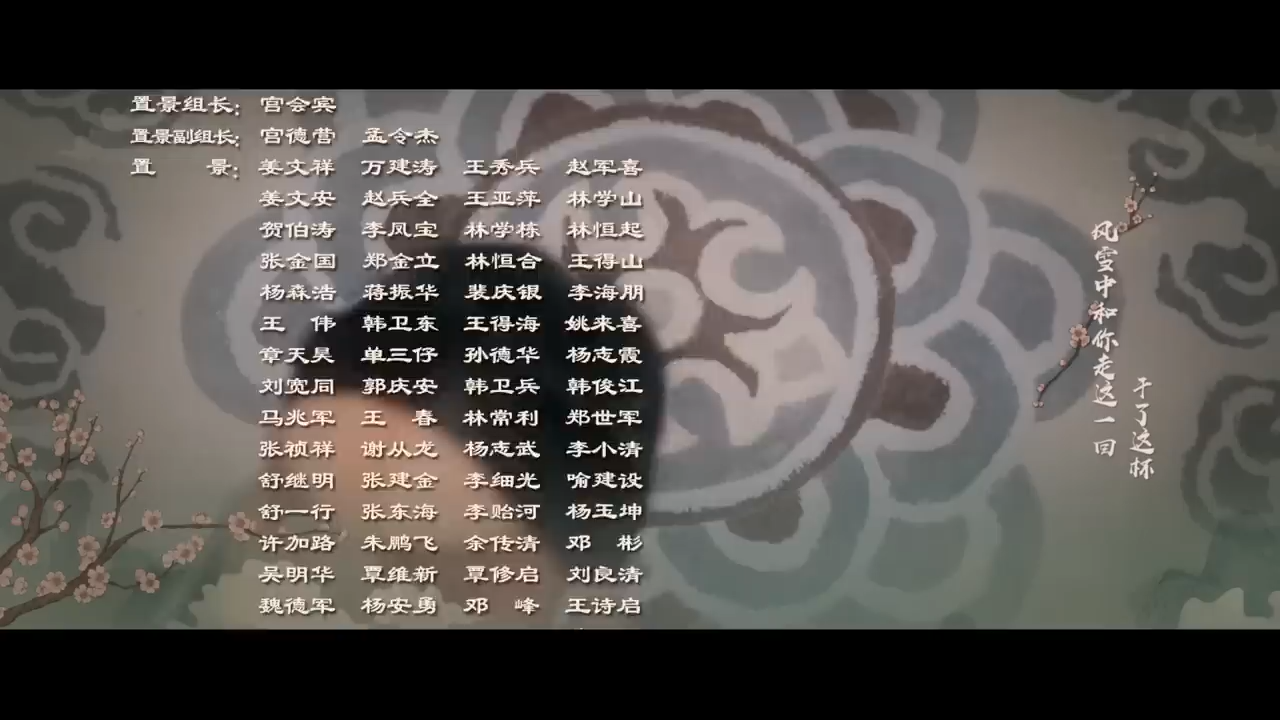 置景组长：宫会宾
置景副组长：宫德营 孟令杰
置 景：姜文祥 万建涛 王秀兵 赵军喜
姜文安 赵兵全 王亚萍 林学山
贺伯涛 李凤宝 林学栋 林恒起
张金国 郑金立 林恒合 王得山
杨森浩 蒋振华 裴庆银 李海朋
王 伟 韩卫东 王得海 姚来喜
章天昊 单三仔 孙德华 杨志霞
刘宽同 郭庆安 韩卫兵 韩俊江
马兆军 王 春 林常利 郑世军
张祯祥 谢从龙 杨志武 李小清
舒继明 张建金 李细光 喻建设
舒一行 张东海 李贻河 杨玉坤
许加路 朱鹏飞 余传清 邓 彬
吴明华 覃维新 覃修启 刘良清
魏德军 杨安勇 邓 峰 王诗启
干了这杯
风雪中和你走这一回